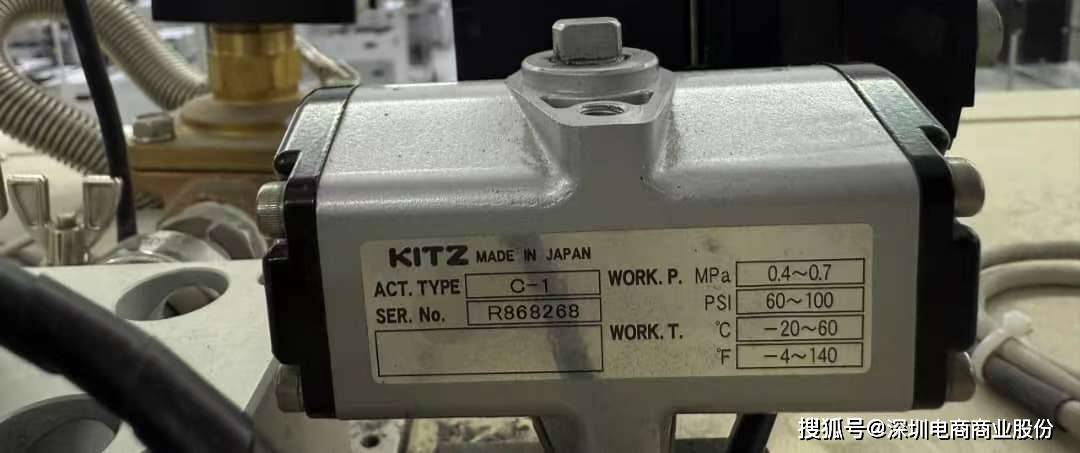 KITZ MADE IN JAPAN
ACT. TYPE C-1
SER. No. R868268
WORK. P. MPa 0.4～0.7
PSI 60～100
WORK. T. ℃ -20～60
℉ -4～140
搜狐号@深圳电商商业股份